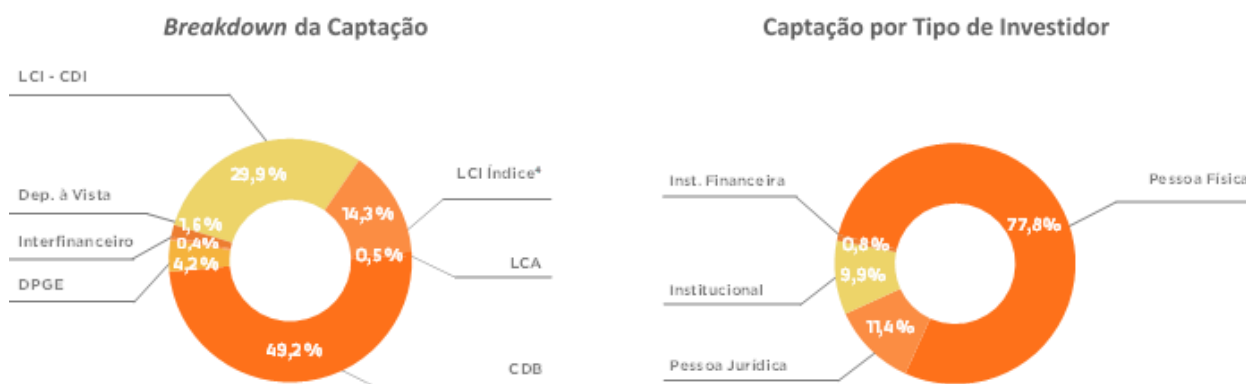 Breakdown da Captação
LCI - CDI
29,9%
LCI Índice⁴
Dep. à Vista
1,6%
14,3%
Interfinanceiro
0,4%
0,5%
LCA
4,2%
DPGE
49,2%
CDB
Captação por Tipo de Investidor
Inst. Financeira
Pessoa Física
77,8%
0,8%
9,9%
Institucional
11,4%
Pessoa Jurídica